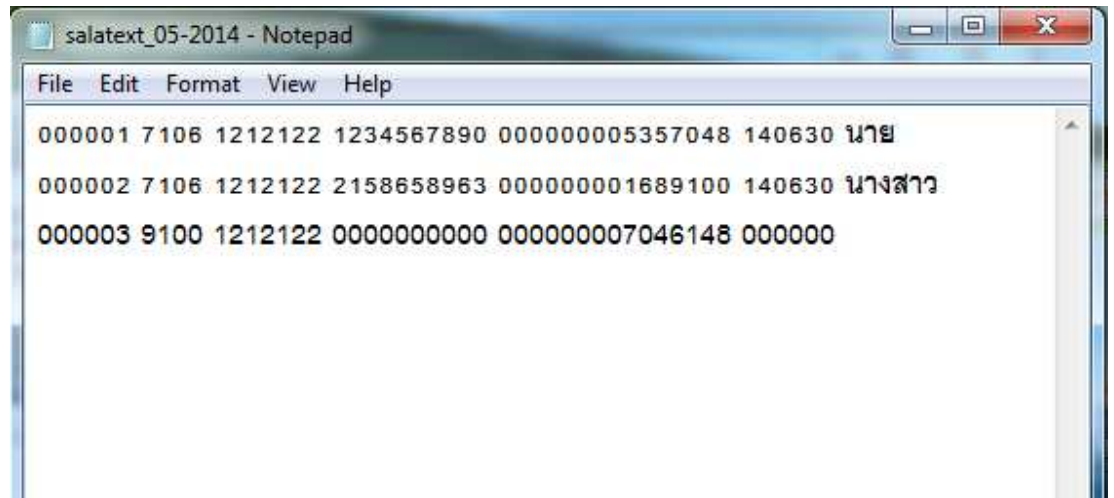 salatext_05-2014 - Notepad
File Edit Format View Help
000001 7106 1212122 1234567890 000000005357048 140630 นาย
000002 7106 1212122 2158658963 000000001689100 140630 นางสาว
000003 9100 1212122 0000000000 000000007046148 000000